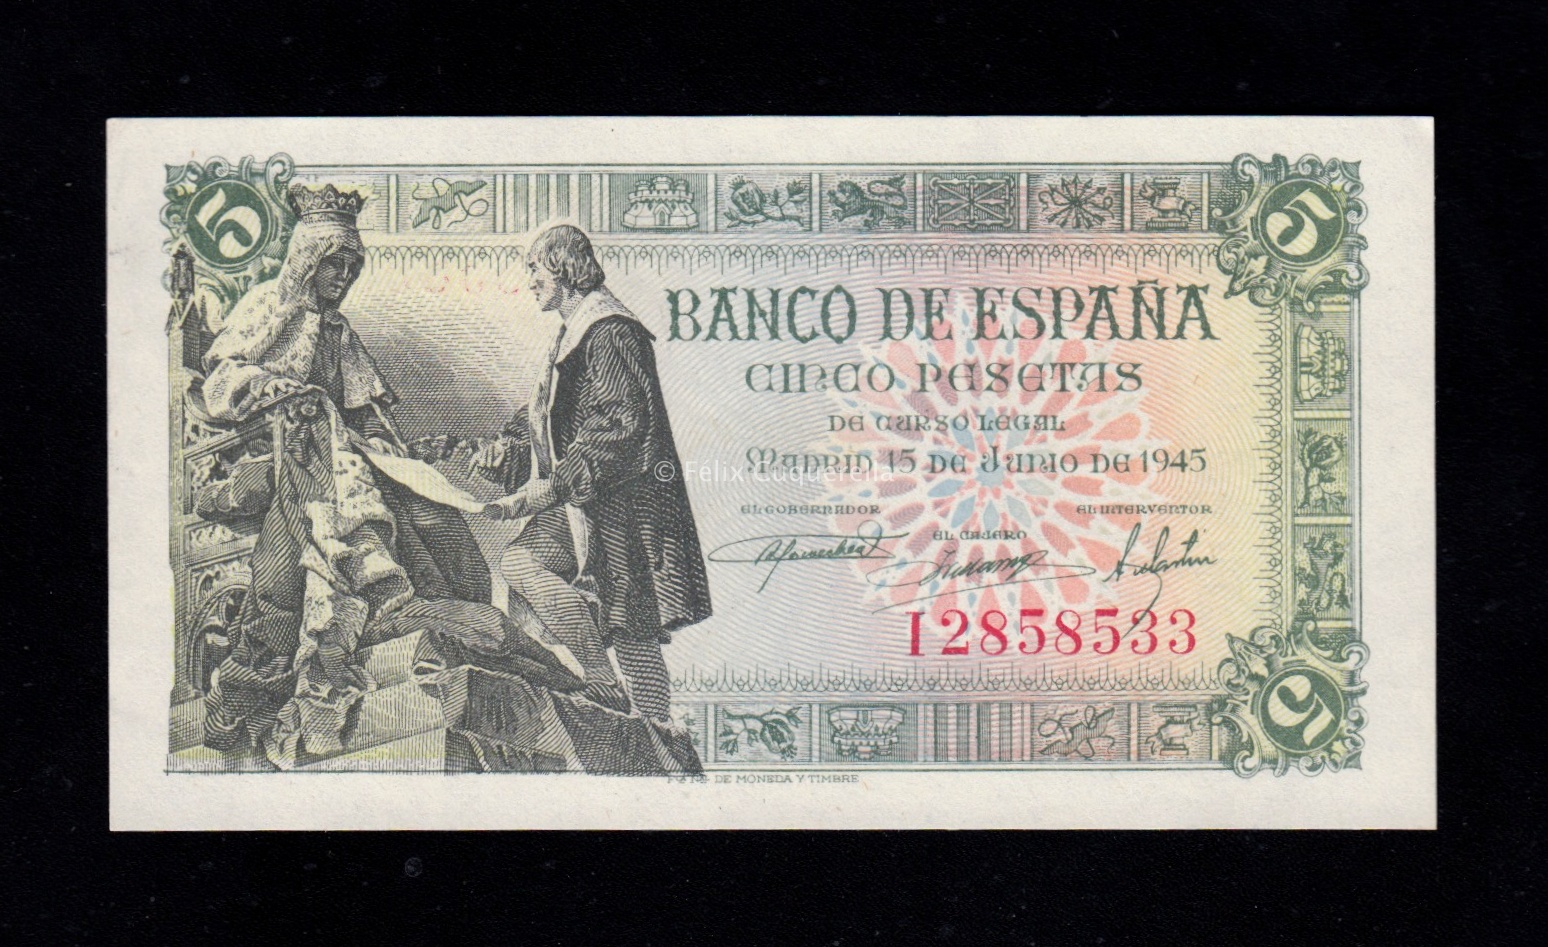 5
5
BANCO DE ESPAÑA
CINCO PESETAS
DE CURSO LEGAL
MADRID 15 DE JUNIO DE 1945
© Félix Cuquerella
EL GOBERNADOR
EL INTERVENTOR
EL CAJERO
I2858533
5
DE MONEDA Y TIMBRE